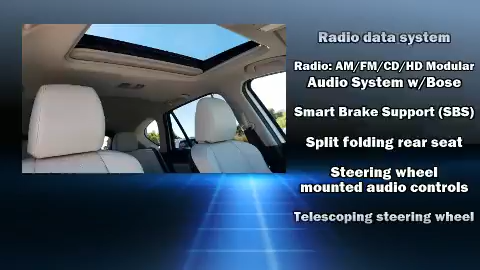 Radio data system
Radio: AM/FM/CD/HD Modular
Audio System w/Bose
Smart Brake Support (SBS)
Split folding rear seat
Steering wheel
mounted audio controls
Telescoping steering wheel